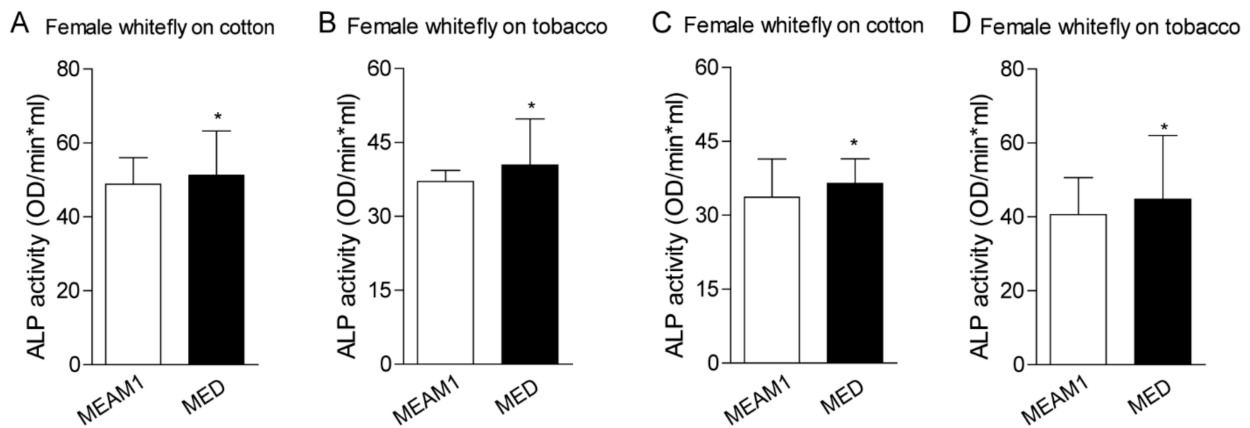 A Female whitefly on cotton
ALP activity (OD/min*ml)
80
60
40
20
0
*
MEAM1
MED
B Female whitefly on tobacco
ALP activity (OD/min*ml)
60
45
30
15
0
*
MEAM1
MED
C Female whitefly on cotton
ALP activity (OD/min*ml)
60
45
30
15
0
*
MEAM1
MED
D Female whitefly on tobacco
ALP activity (OD/min*ml)
80
60
40
20
0
*
MEAM1
MED